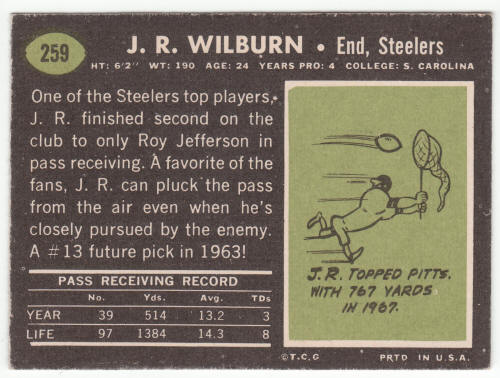 259
J. R. WILBURN • End, Steelers
HT: 6'2" WT: 190 AGE: 24 YEARS PRO: 4 COLLEGE: S. CAROLINA
One of the Steelers top players,
J. R. finished second on the
club to only Roy Jefferson in
pass receiving. A favorite of the
fans, J. R. can pluck the pass
from the air even when he's
closely pursued by the enemy.
A #13 future pick in 1963!
PASS RECEIVING RECORD
No. Yds. Avg. TDs
YEAR 39 514 13.2 3
LIFE 97 1384 14.3 8
J.R. TOPPED PITTS.
WITH 767 YARDS
IN 1967.
© T.C.G PRTD IN U.S.A.